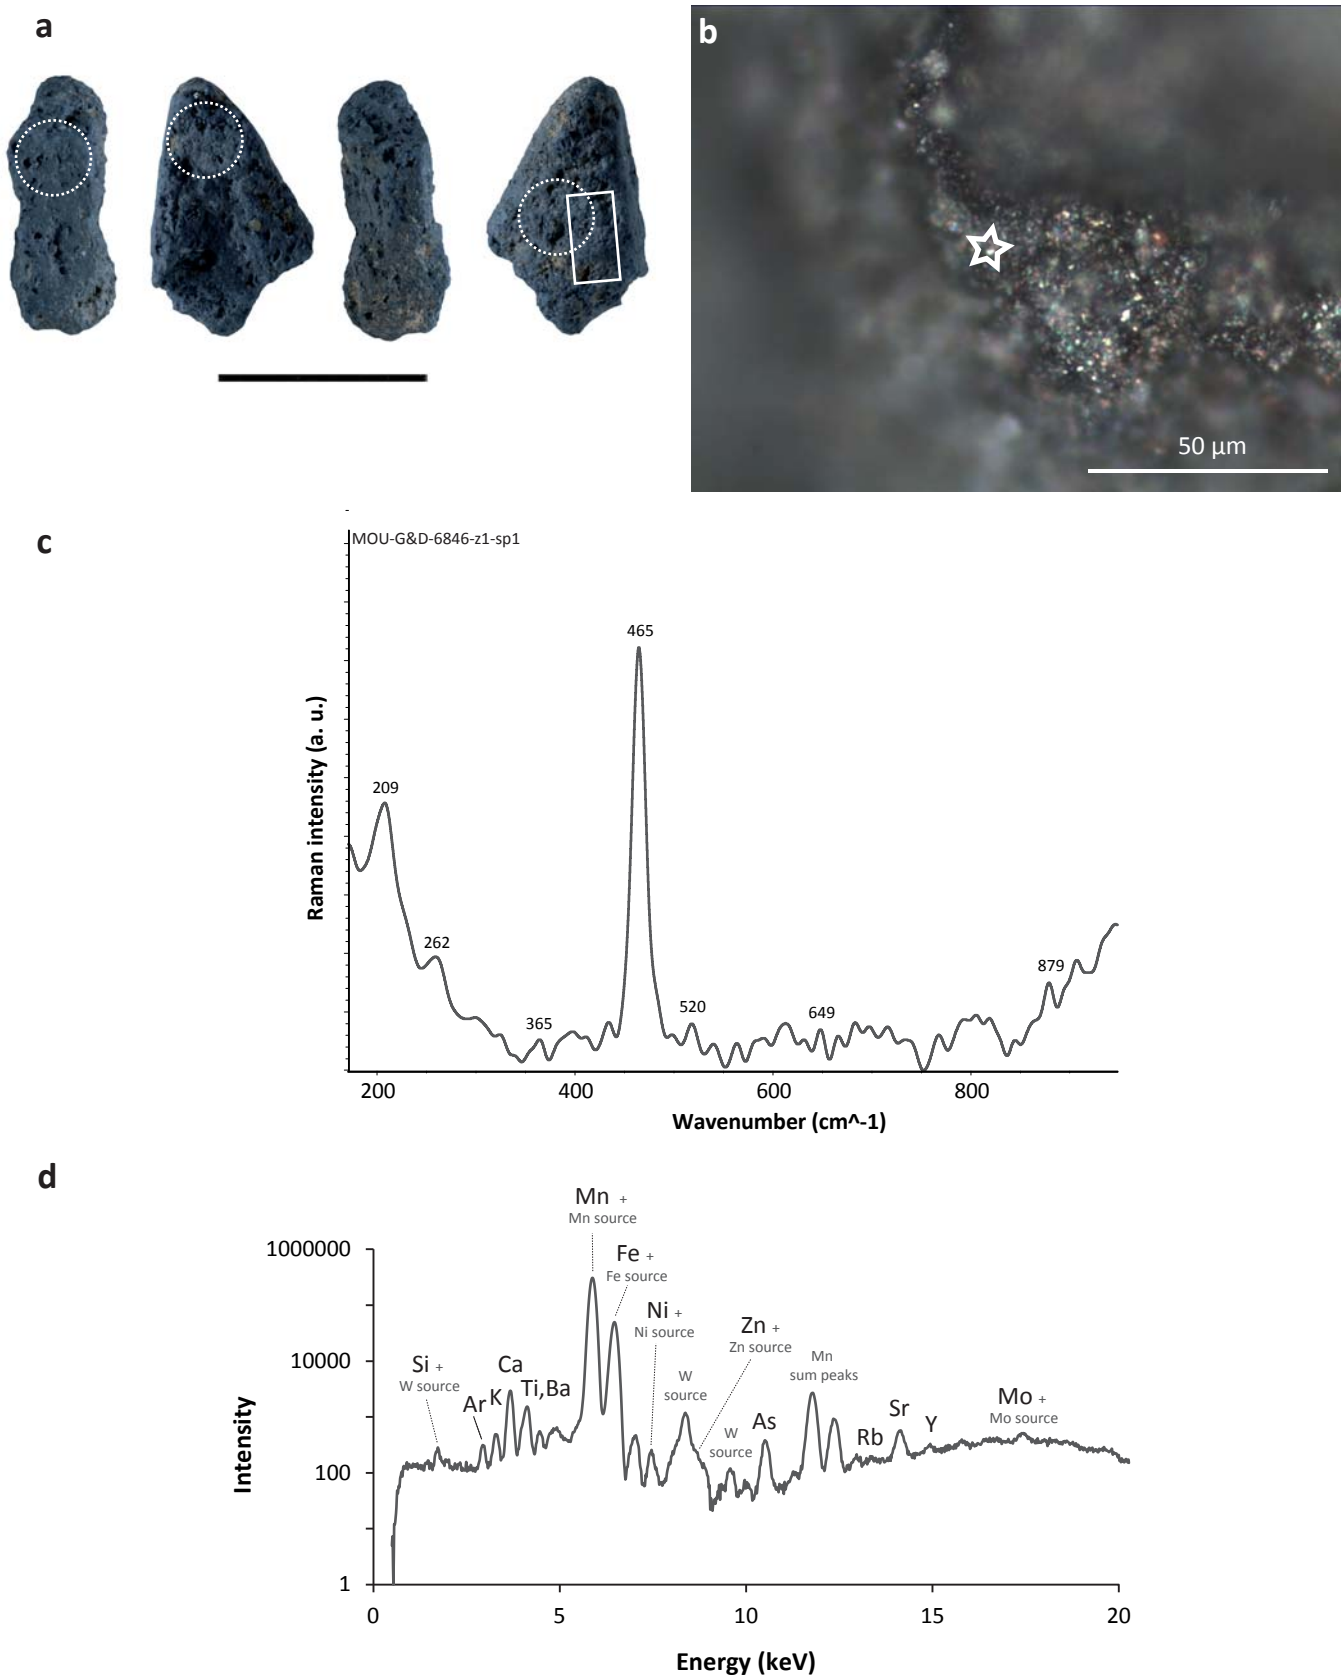 a
b
50 µm
c
MOU-G&D-6846-z1-sp1
465
209
262
365
520
649
879
Raman intensity (a. u.)
200
400
600
800
Wavenumber (cm^-1)
d
Mn +
Mn source
Fe +
Fe source
Ni +
Ni source
Zn +
Zn source
Si +
W source
Ar
K
Ca
Ti,Ba
W
source
W
source
As
Mn
sum peaks
Rb
Sr
Y
Mo +
Mo source
1000000
10000
100
1
Intensity
0
5
10
15
20
Energy (keV)